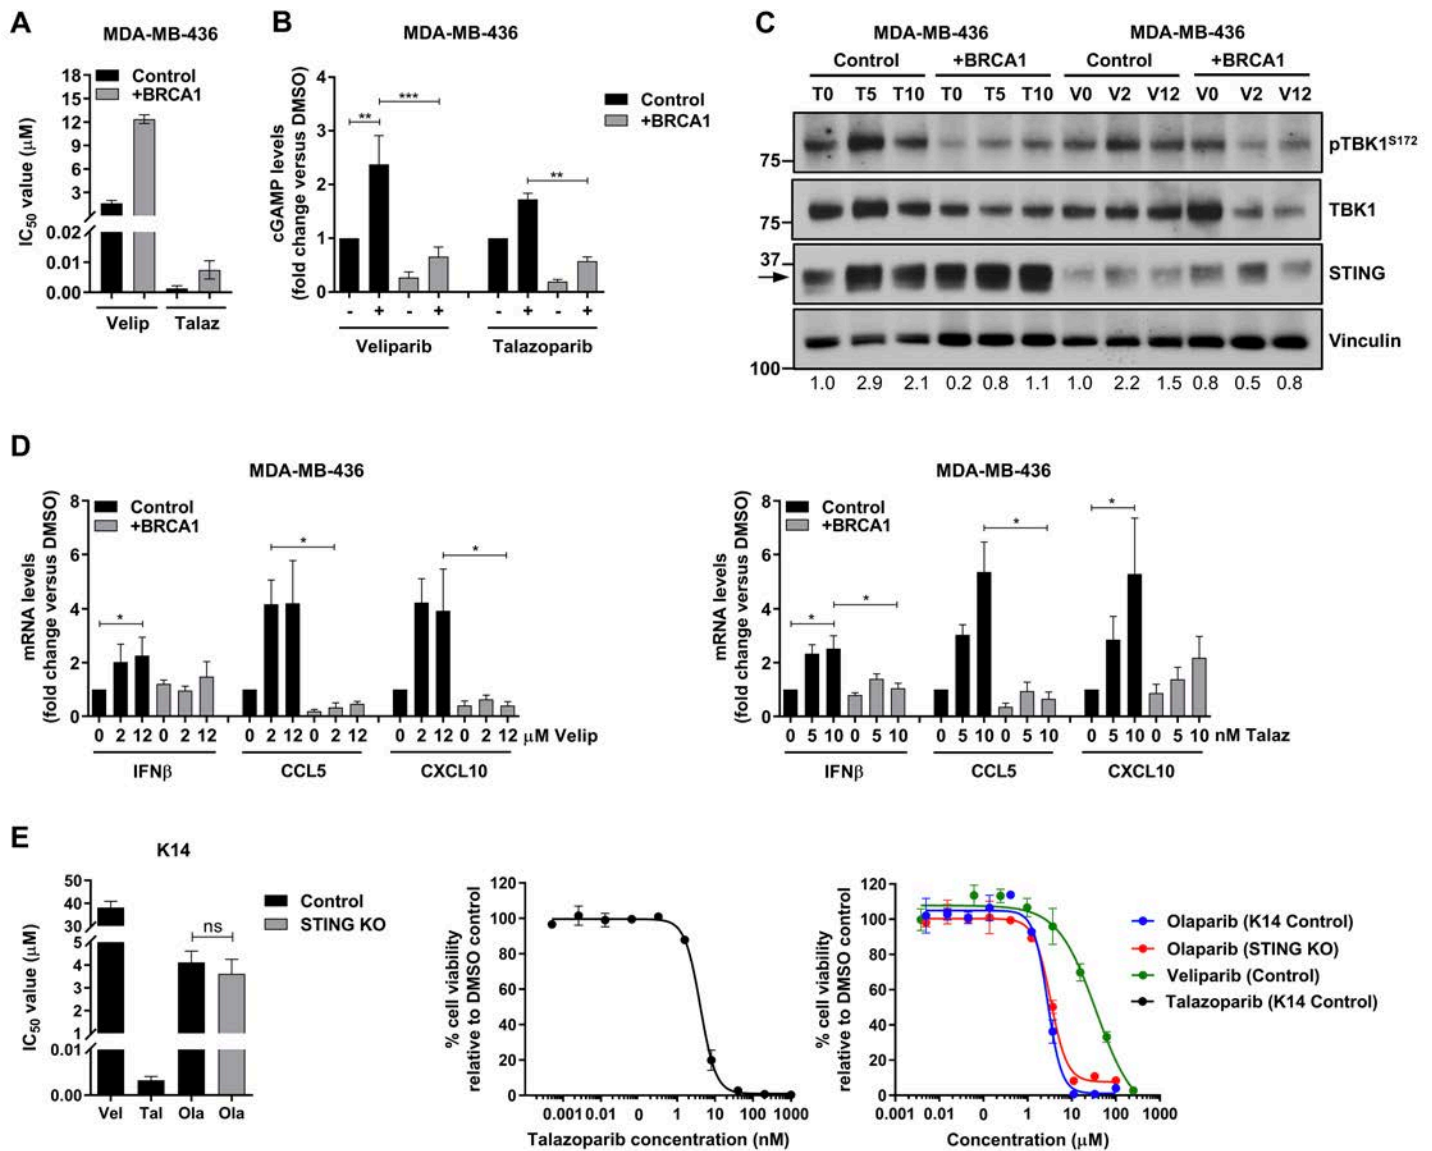 A
MDA-MB-436
Control
+BRCA1
IC50 value (μM)
18
15
12
9
6
3
0.02
0.01
0.00
Velip Talaz
B
MDA-MB-436
Control
+BRCA1
cGAMP levels
(fold change versus DMSO)
4
3
2
1
0
** *** **
- + - + - + - +
Veliparib Talazoparib
C
MDA-MB-436 MDA-MB-436
Control +BRCA1 Control +BRCA1
T0 T5 T10 T0 T5 T10 V0 V2 V12 V0 V2 V12
75 pTBK1S172
75 TBK1
37 STING
Vinculin
100
1.0 2.9 2.1 0.2 0.8 1.1 1.0 2.2 1.5 0.8 0.5 0.8
D
MDA-MB-436
Control
+BRCA1
mRNA levels
(fold change versus DMSO)
8
6
4
2
0
* * *
0 2 12 0 2 12 0 2 12 0 2 12 0 2 12 0 2 12 μM Velip
IFNβ CCL5 CXCL10
MDA-MB-436
Control
+BRCA1
mRNA levels
(fold change versus DMSO)
8
6
4
2
0
* * * *
0 5 10 0 5 10 0 5 10 0 5 10 0 5 10 0 5 10 nM Talaz
IFNβ CCL5 CXCL10
E
K14
Control
STING KO
IC50 value (μM)
50
40
30
5
4
3
2
1
0.01
0.00
ns
Vel Tal Ola Ola
% cell viability
relative to DMSO control
120
100
80
60
40
20
0
0.001 0.01 0 1 10 100 1000
Talazoparib concentration (nM)
% cell viability
relative to DMSO control
120
100
80
60
40
20
0
0.001 0.01 0 1 10 100 1000
Concentration (μM)
Olaparib (K14 Control)
Olaparib (STING KO)
Veliparib (Control)
Talazoparib (K14 Control)